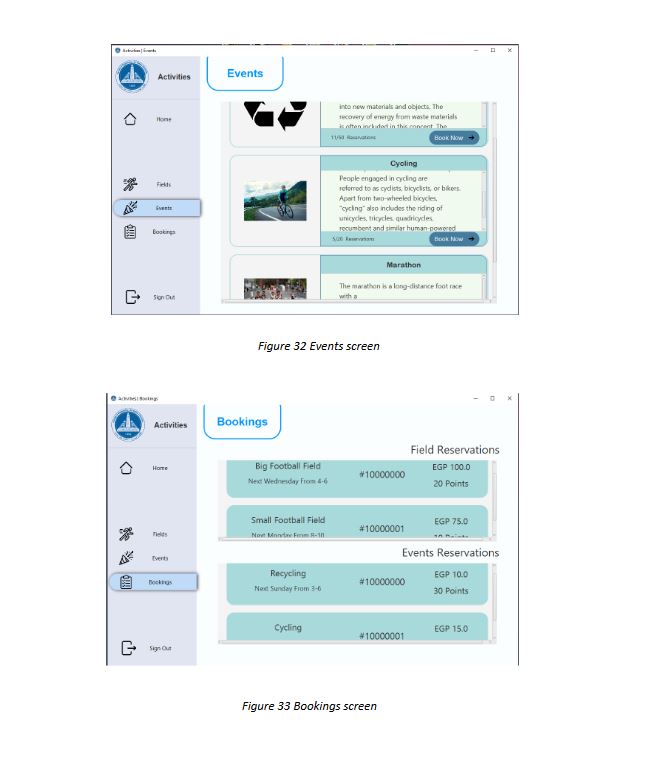 Activities | Events
Activities
Events
Home
Fields
Events
Bookings
Sign Out
into new materials and objects. The
recovery of energy from waste materials
is often included in this concept. The
11/50 Reservations
Book Now
Cycling
People engaged in cycling are
referred to as cyclists, bicyclists, or bikers.
Apart from two-wheeled bicycles,
"cycling" also includes the riding of
unicycles, tricycles, quadricycles,
recumbent and similar human-powered
5/20 Reservations
Book Now
Marathon
The marathon is a long-distance foot race
with a
Figure 32 Events screen
Activities | Bookings
Activities
Bookings
Home
Fields
Events
Bookings
Sign Out
Field Reservations
Big Football Field
Next Wednesday From 4-6
#10000000
EGP 100.0
20 Points
Small Football Field
Next Monday From 8-10
#10000001
EGP 75.0
10 Points
Events Reservations
Recycling
Next Sunday From 3-6
#10000000
EGP 10.0
30 Points
Cycling
#10000001
EGP 15.0
Figure 33 Bookings screen